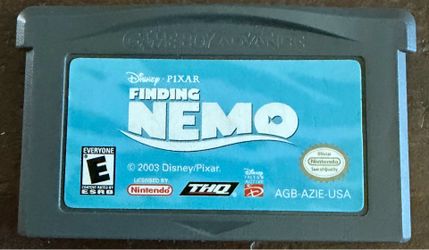 GAME BOY ADVANCE
Disney · PIXAR
FINDING
NEMO
EVERYONE
E
CONTENT RATED BY
ESRB
© 2003 Disney/Pixar.
LICENSED BY
Nintendo
THQ
Official
Nintendo
Seal of Quality
AGB-AZIE-USA